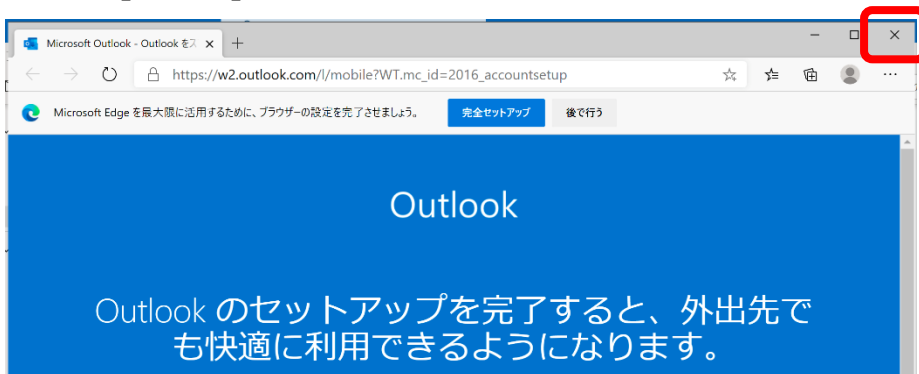 Microsoft Outlook - Outlook をス
https://w2.outlook.com/l/mobile?WT.mc_id=2016_accountsetup
Microsoft Edge を最大限に活用するために、ブラウザーの設定を完了させましょう。 完全セットアップ 後で行う
Outlook
Outlook のセットアップを完了すると、外出先で
も快適に利用できるようになります。